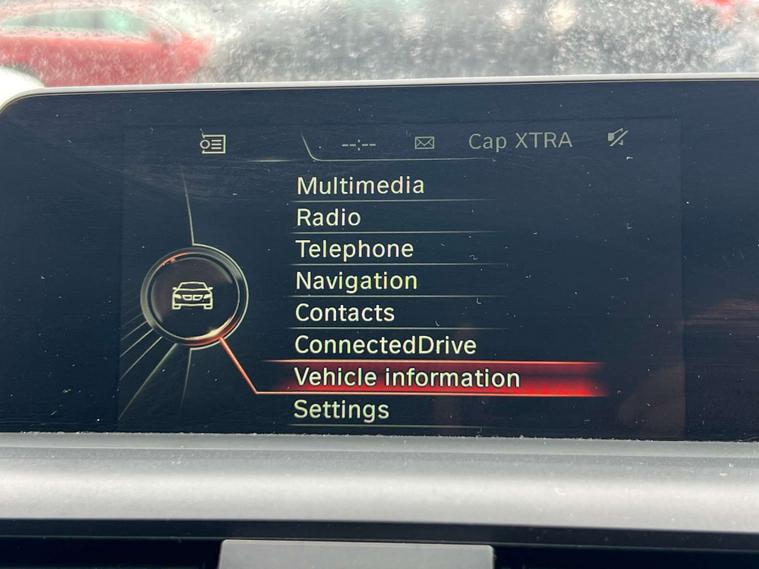 --:-- Cap XTRA
Multimedia
Radio
Telephone
Navigation
Contacts
ConnectedDrive
Vehicle information
Settings